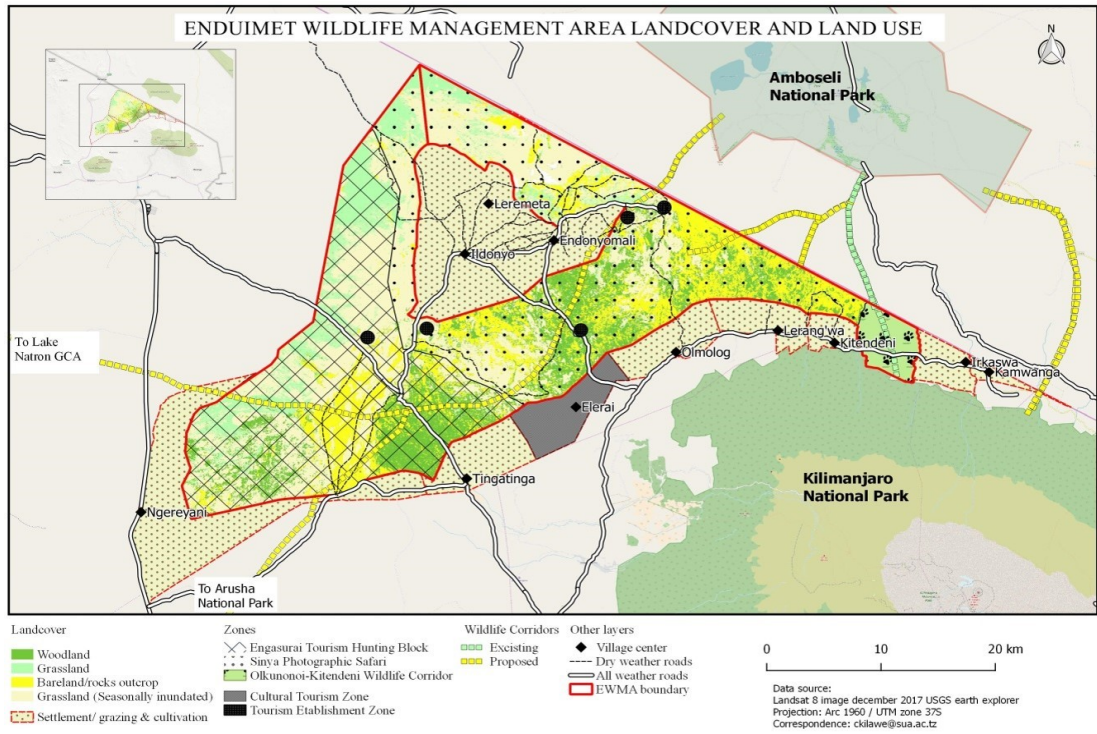 ENDUIMET WILDLIFE MANAGEMENT AREA LANDCOVER AND LAND USE
Amboseli
National Park
Leremeta
Endonyomali
Ildonyo
To Lake
Natron GCA
Lerang'wa
Kitendeni
Olmolog
Irkaswa
Kamwanga
Elerai
Tingatinga
Kilimanjaro
National Park
Ngereyani
To Arusha
National Park
Landcover
Woodland
Grassland
Bareland/rocks outcrop
Grassland (Seasonally inundated)
Settlement/ grazing & cultivation
Zones
Engasurai Tourism Hunting Block
Sinya Photographic Safari
Olkunonoi-Kitendeni Wildlife Corridor
Cultural Tourism Zone
Tourism Etablishment Zone
Wildlife Corridors
Excisting
Proposed
Other layers
Village center
Dry weather roads
All weather roads
EWMA boundary
0 10 20 km
Data source:
Landsat 8 image december 2017 USGS earth explorer
Projection: Arc 1960 / UTM zone 37S
Correspondence: ckilawe@sua.ac.tz